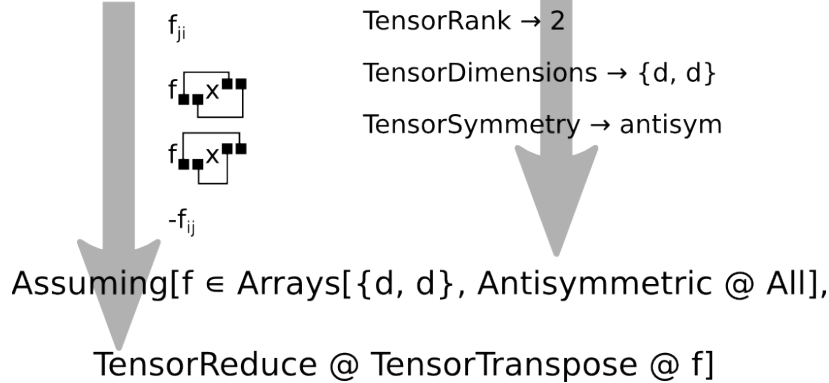 f_ji
TensorRank → 2
f x
TensorDimensions → {d, d}
TensorSymmetry → antisym
f x
-f_ij
Assuming[f ∈ Arrays[{d, d}, Antisymmetric @ All],
TensorReduce @ TensorTranspose @ f]